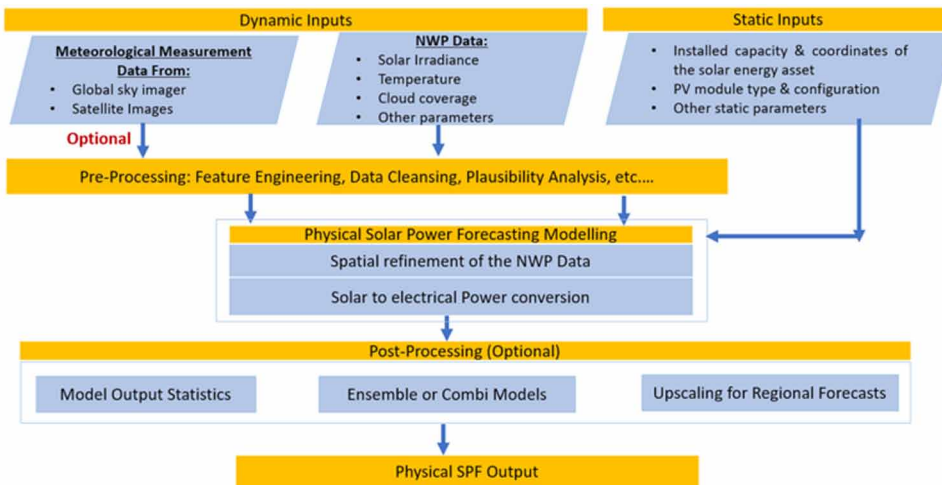 Dynamic Inputs
Meteorological Measurement
Data From:
• Global sky imager
• Satellite Images
NWP Data:
• Solar Irradiance
• Temperature
• Cloud coverage
• Other parameters
Static Inputs
• Installed capacity & coordinates of
the solar energy asset
• PV module type & configuration
• Other static parameters
Optional
Pre-Processing: Feature Engineering, Data Cleansing, Plausibility Analysis, etc....
Physical Solar Power Forecasting Modelling
Spatial refinement of the NWP Data
Solar to electrical Power conversion
Post-Processing (Optional)
Model Output Statistics
Ensemble or Combi Models
Upscaling for Regional Forecasts
Physical SPF Output